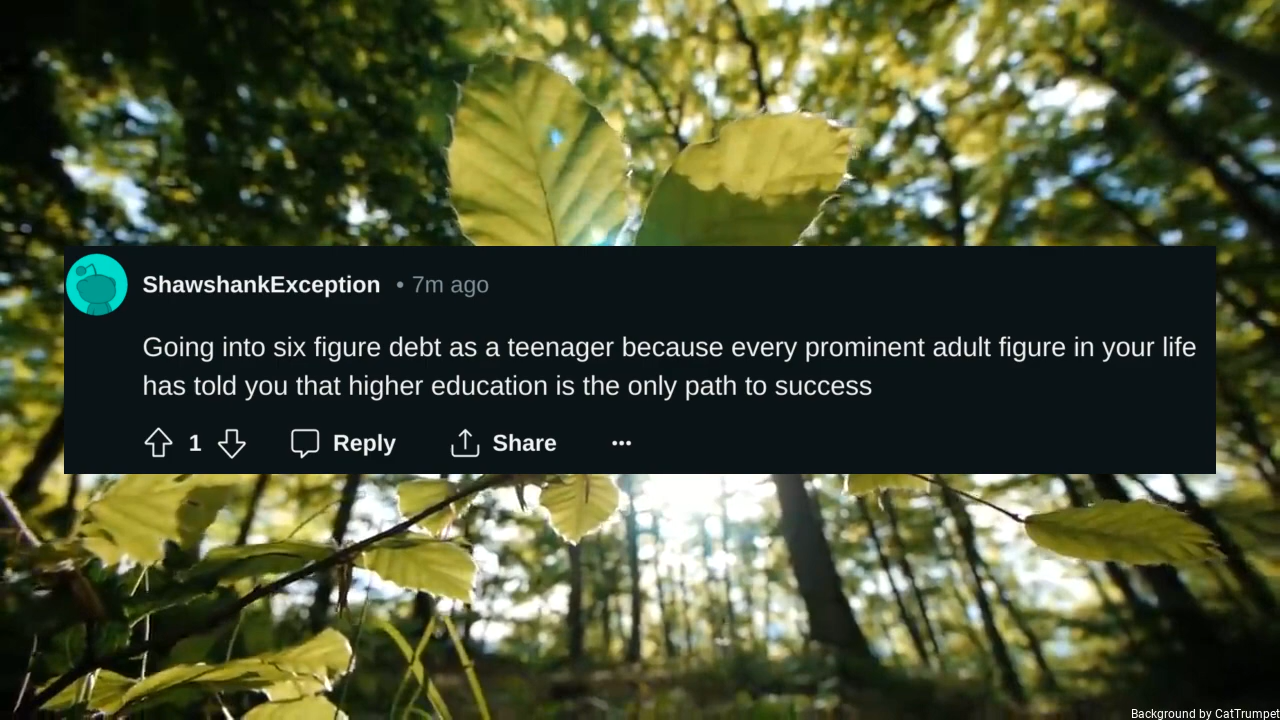 ShawshankException • 7m ago
Going into six figure debt as a teenager because every prominent adult figure in your life
has told you that higher education is the only path to success
1 Reply Share ···
Background by CatTrumpet